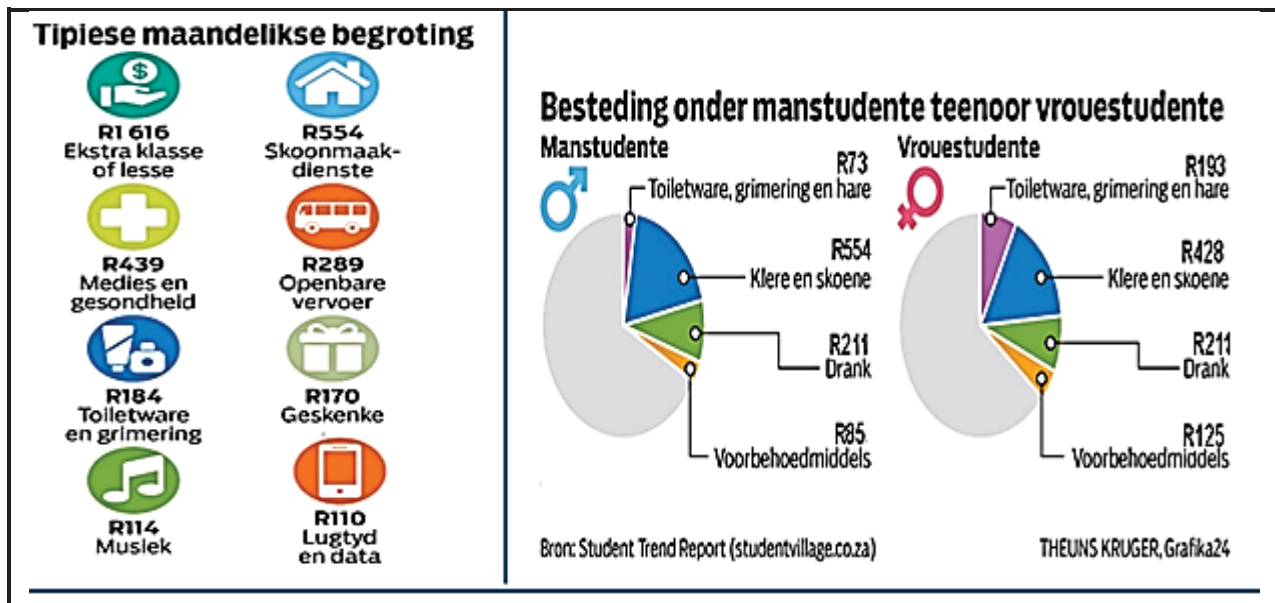 Tipiese maandelikse begroting
$
R1 616
Ekstra klasse
of lesse
R554
Skoonmaak-
dienste
R439
Medies en
gesondheid
R289
Openbare
vervoer
R184
Toiletware
en grimering
R170
Geskenke
R114
Musiek
R110
Lugtyd
en data
Besteding onder manstudente teenoor vrouestudente
Manstudente
R73
Toiletware, grimering en hare
R554
Klere en skoene
R211
Drank
R85
Voorbehoedmiddels
Vrouestudente
R193
Toiletware, grimering en hare
R428
Klere en skoene
R211
Drank
R125
Voorbehoedmiddels
Bron: Student Trend Report (studentvillage.co.za)
THEUNS KRUGER, Grafika24